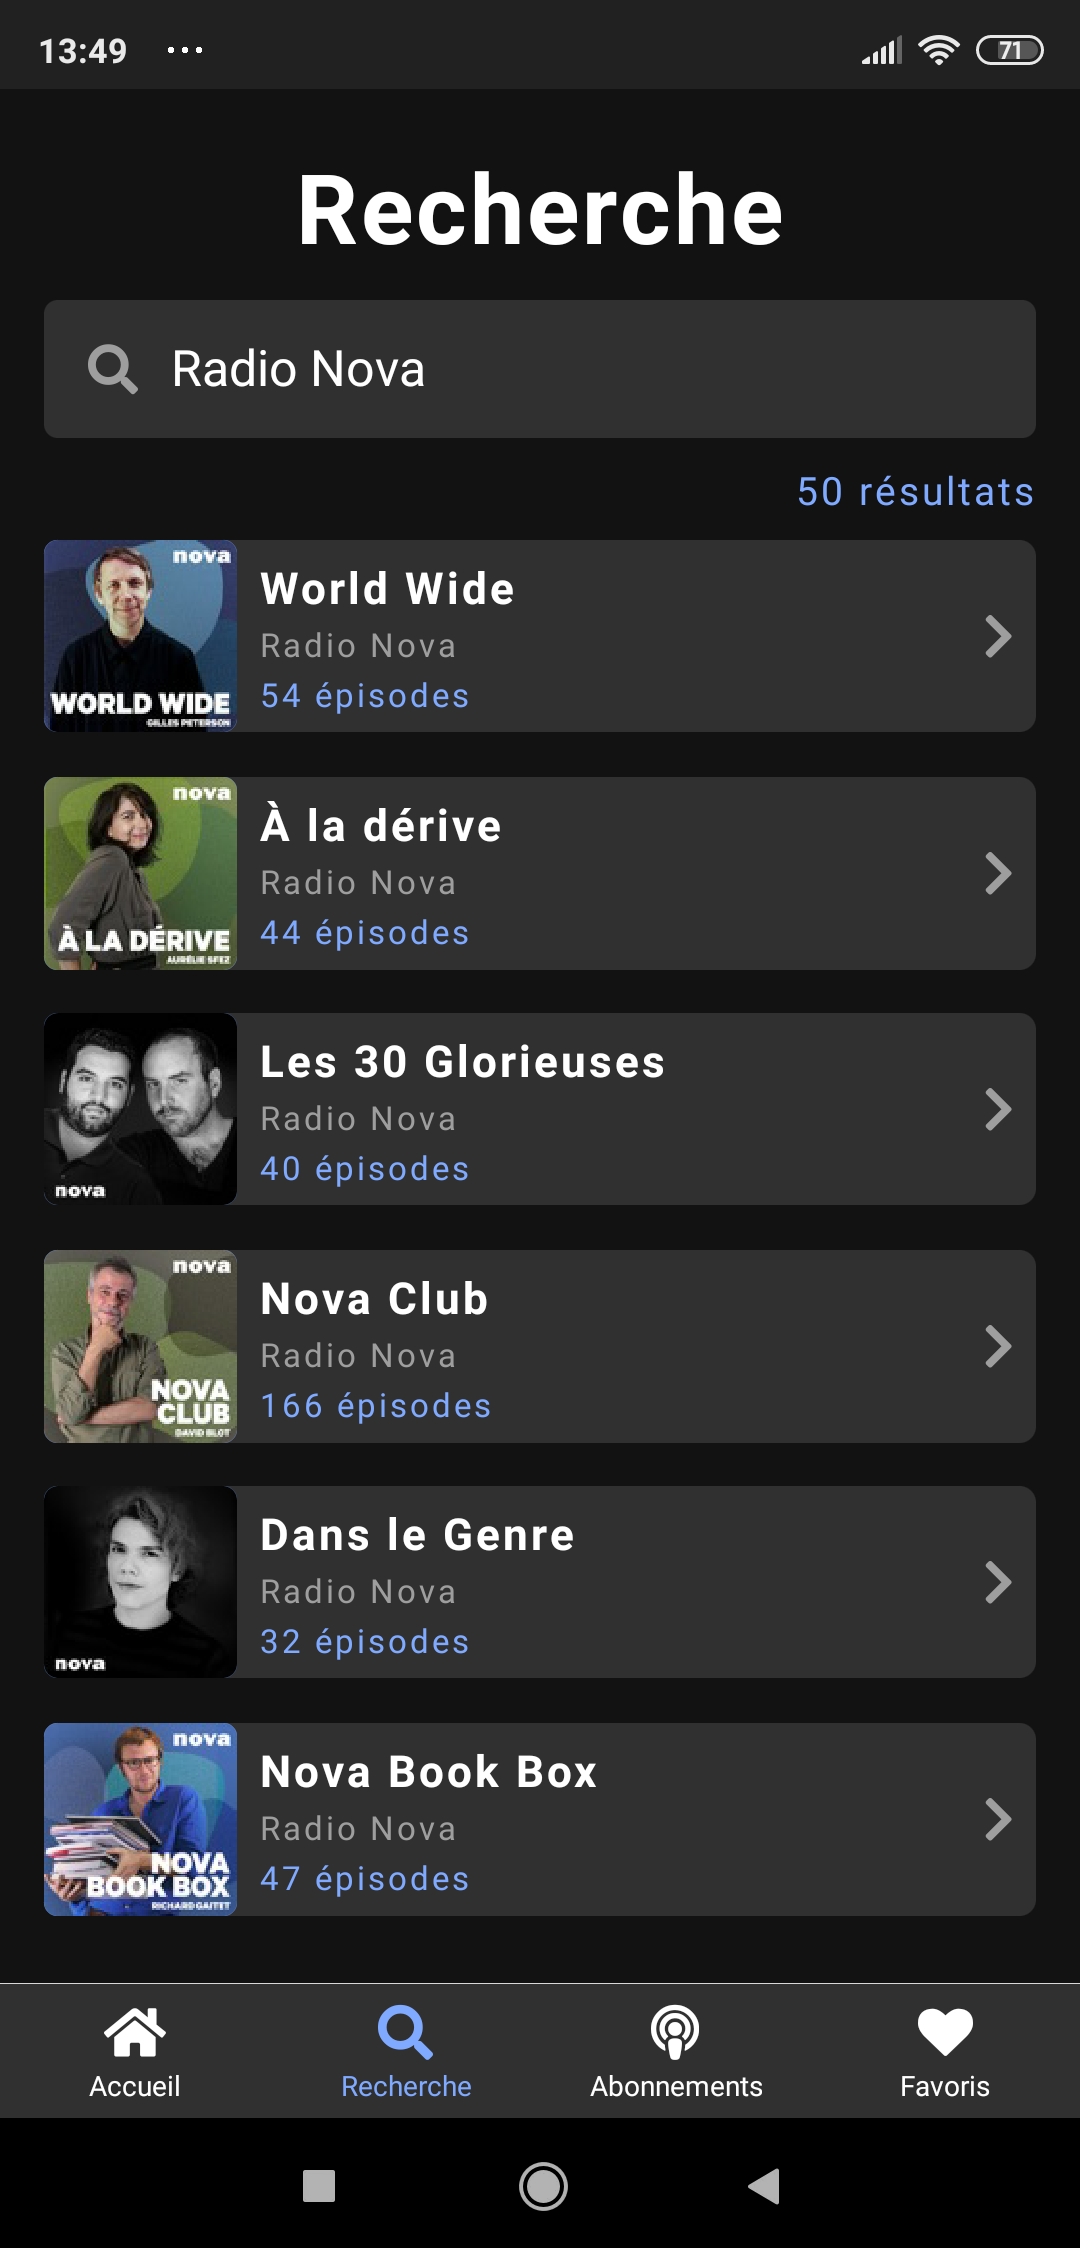 13:49 ...
71
Recherche
Radio Nova
50 résultats
nova
WORLD WIDE
GILLES PETERSON
World Wide
Radio Nova
54 épisodes
nova
À LA DÉRIVE
AURÉLIE SFEZ
À la dérive
Radio Nova
44 épisodes
nova
Les 30 Glorieuses
Radio Nova
40 épisodes
nova
NOVA
CLUB
DAVID BLOT
Nova Club
Radio Nova
166 épisodes
nova
Dans le Genre
Radio Nova
32 épisodes
nova
NOVA
BOOK BOX
RICHARD GAITET
Nova Book Box
Radio Nova
47 épisodes
Accueil
Recherche
Abonnements
Favoris